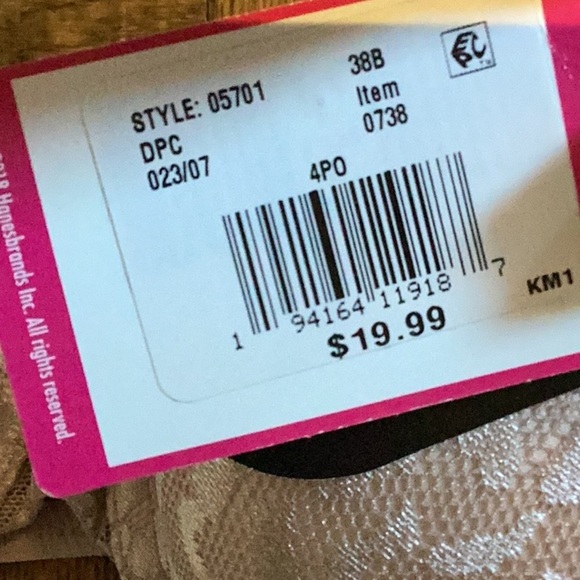 STYLE: 05701
DPC
023/07
38B
Item
0738
4PO
1 94164 11918 7
$19.99
KM1
Hanesbrands Inc. All rights reserved.